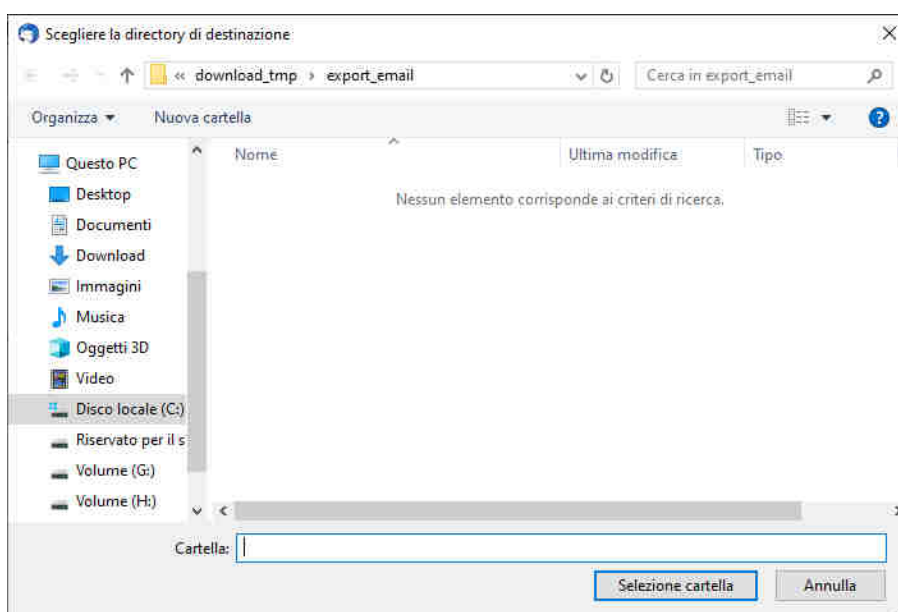 Scegliere la directory di destinazione
« download_tmp › export_email
Cerca in export_email
Organizza
Nuova cartella
Nome
Ultima modifica
Tipo
Nessun elemento corrisponde ai criteri di ricerca.
Questo PC
Desktop
Documenti
Download
Immagini
Musica
Oggetti 3D
Video
Disco locale (C:)
Riservato per il s
Volume (G:)
Volume (H:)
Cartella:
Selezione cartella
Annulla